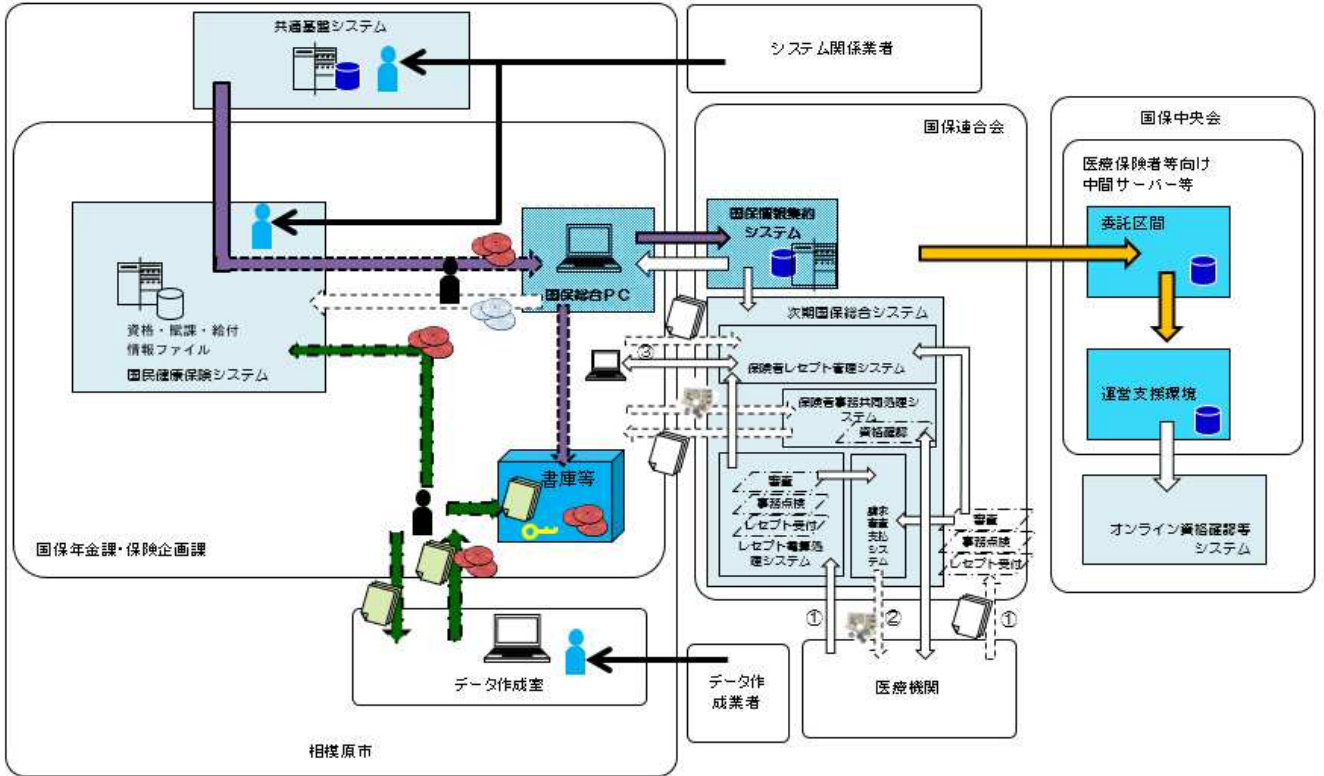 共通基盤システム
システム関係業者
国保連合会
国保中央会
医療保険者等向け
中間サーバー等
委託区間
運営支援環境
オンライン資格確認等
システム
国保情報集約
システム
国保総合PC
資格・賦課・給付
情報ファイル
国民健康保険システム
次期国保総合システム
③
保険者レセプト管理システム
保険者事務共同処理シ
ステム
資格確認
書庫等
審査
事務点検
レセプト受付
レセプト電算処
理システム
請求
審査
支払
シス
テム
審査
事務点検
レセプト受付
国保年金課・保険企画課
①
②
①
データ作成室
データ作
成業者
医療機関
相模原市